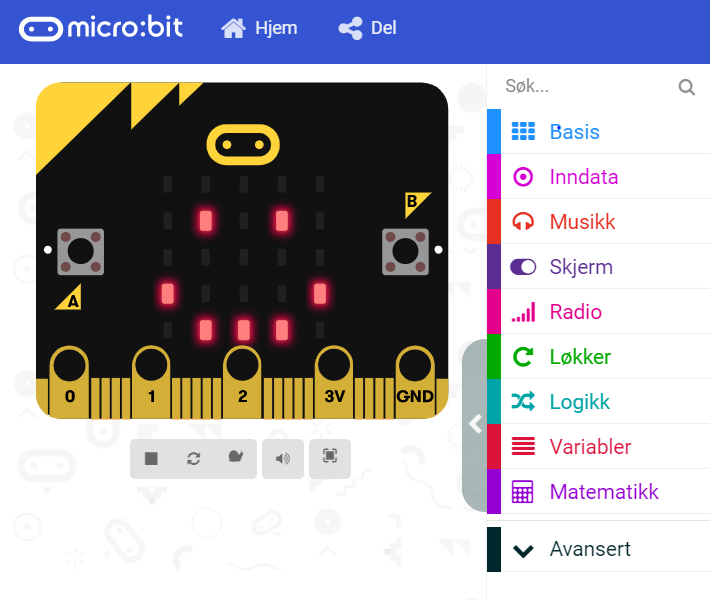 micro:bit Hjem Del
Søk...
Basis
Inndata
Musikk
Skjerm
Radio
Løkker
Logikk
Variabler
Matematikk
Avansert
B
A
0 1 2 3V GND